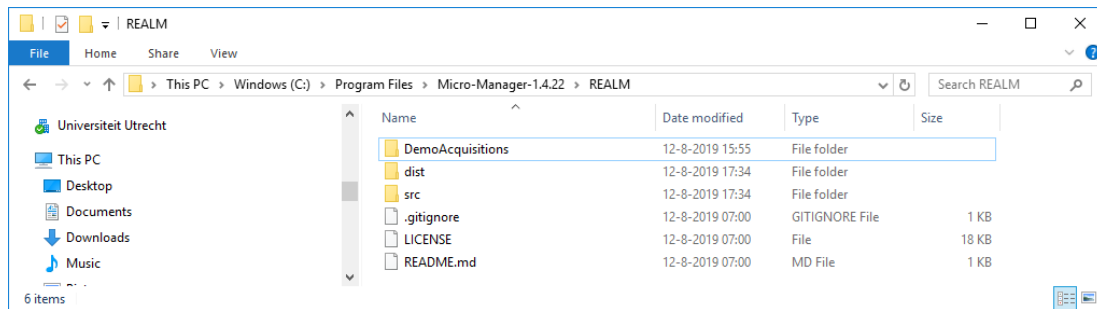 REALM
File Home Share View
This PC > Windows (C:) > Program Files > Micro-Manager-1.4.22 > REALM Search REALM
Name Date modified Type Size
Universiteit Utrecht
This PC
Desktop
Documents
Downloads
Music
DemoAcquisitions 12-8-2019 15:55 File folder
dist 12-8-2019 17:34 File folder
src 12-8-2019 17:34 File folder
.gitignore 12-8-2019 07:00 GITIGNORE File 1 KB
LICENSE 12-8-2019 07:00 File 18 KB
README.md 12-8-2019 07:00 MD File 1 KB
6 items